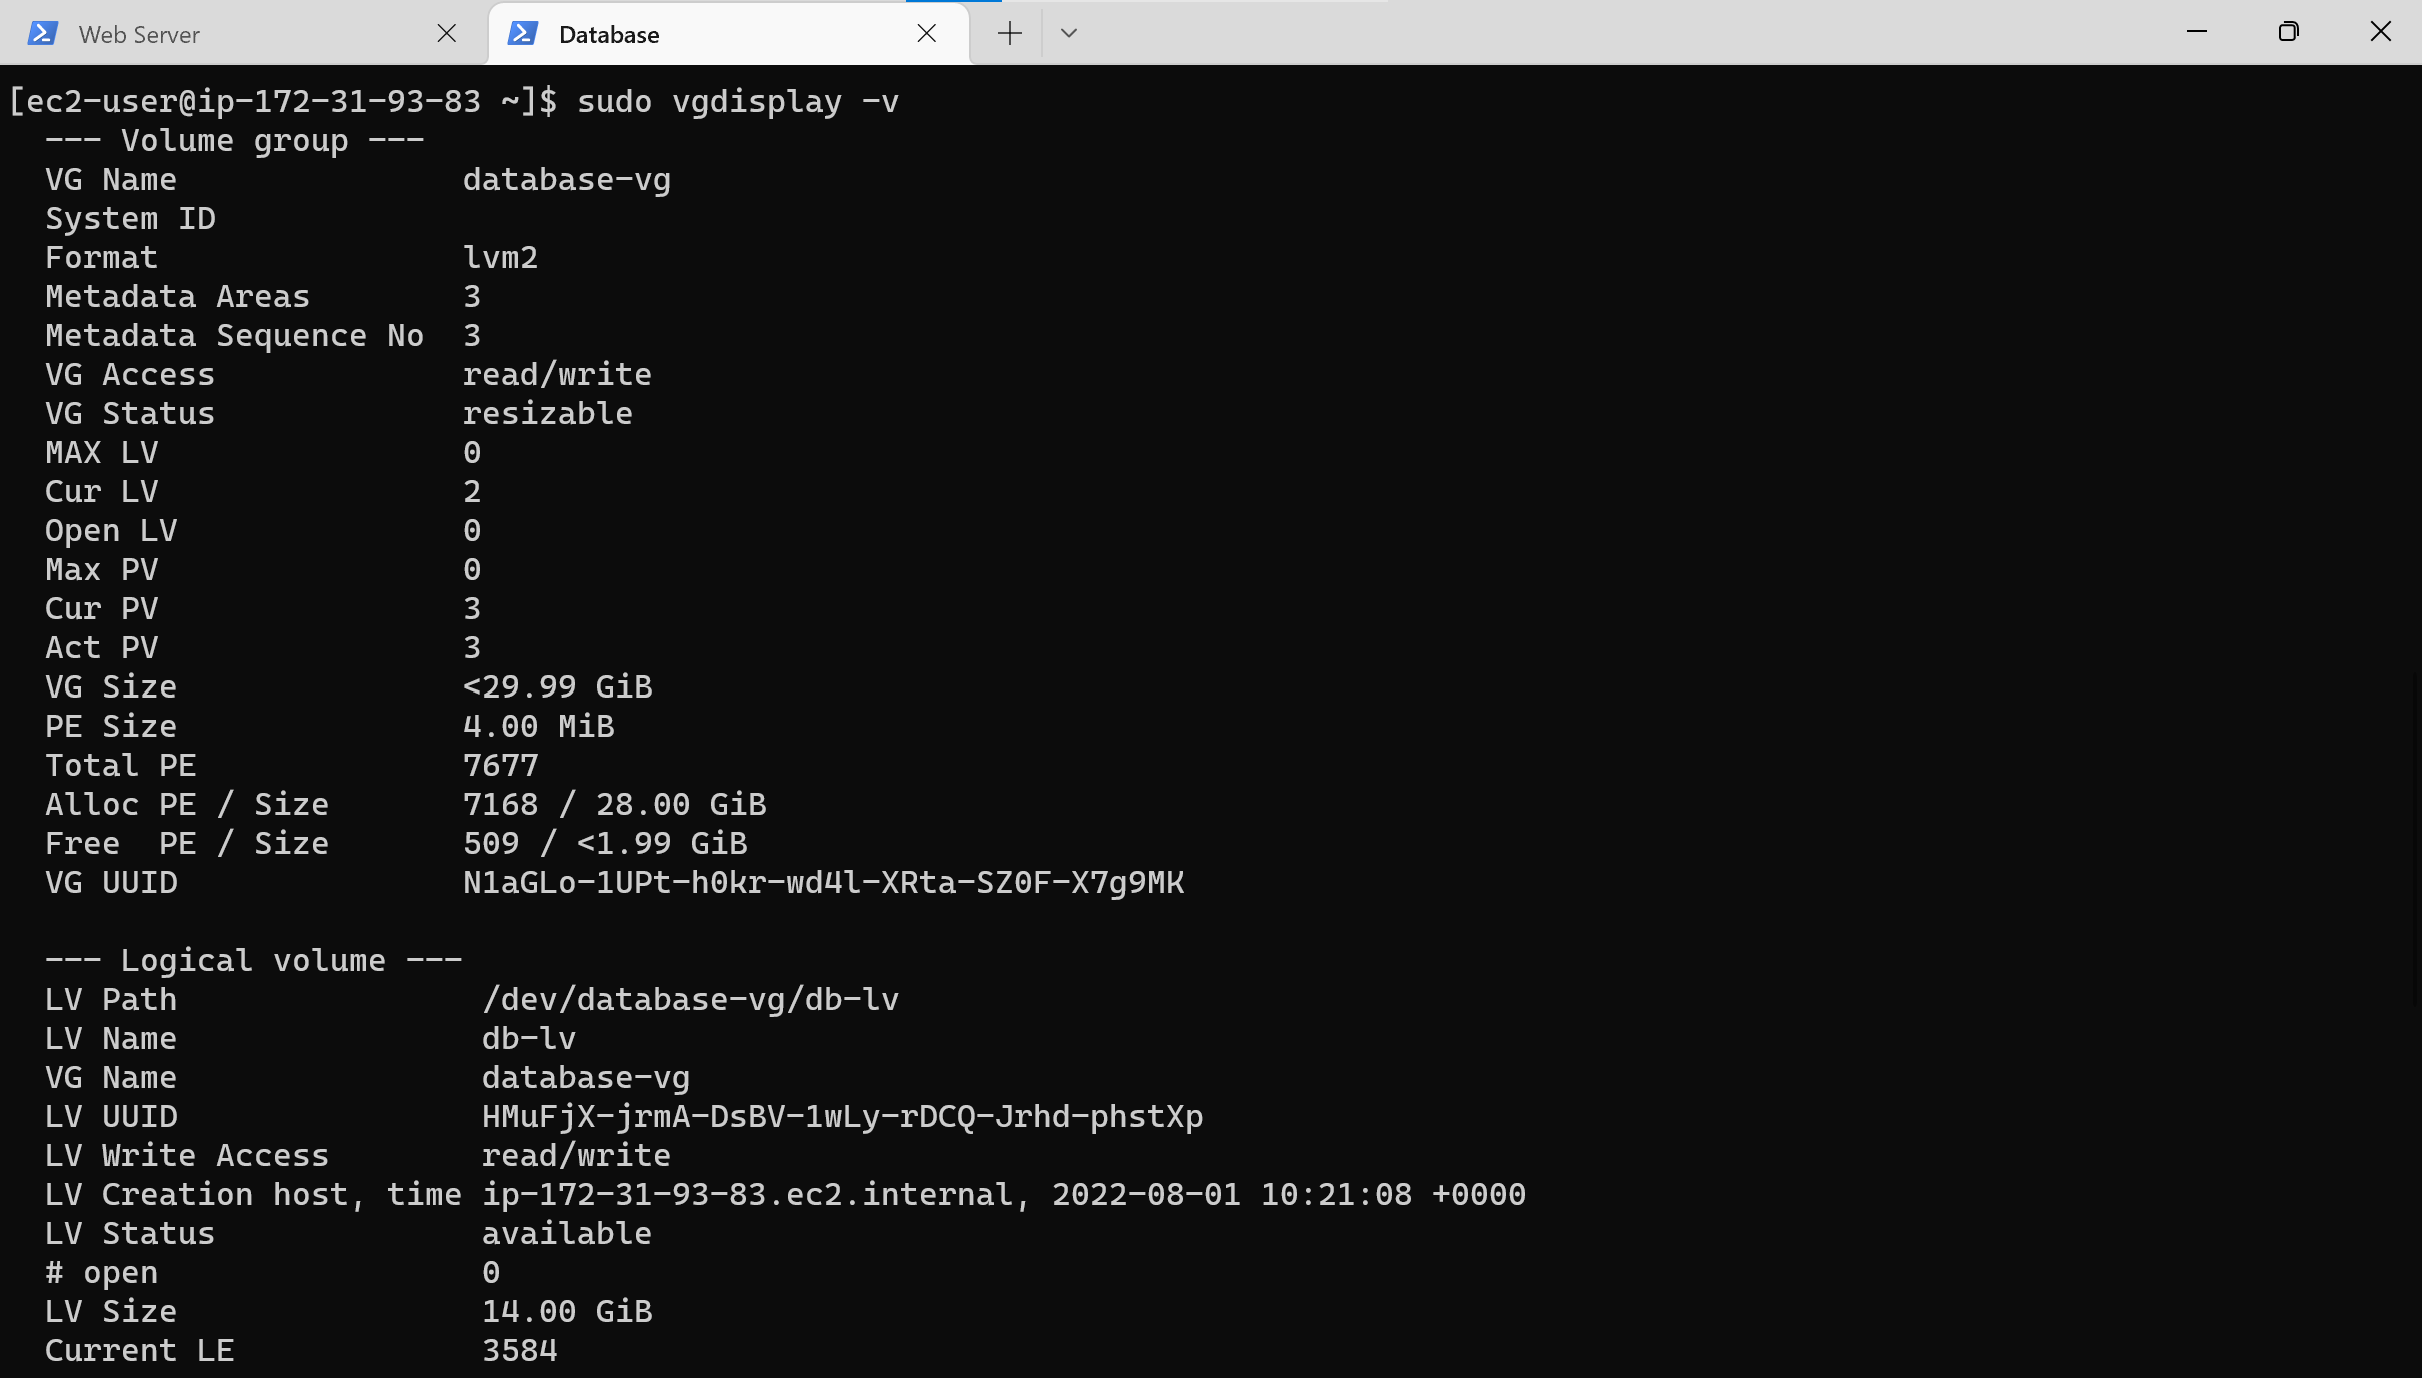 Web Server
Database
[ec2-user@ip-172-31-93-83 ~]$ sudo vgdisplay -v
--- Volume group ---
VG Name database-vg
System ID
Format lvm2
Metadata Areas 3
Metadata Sequence No 3
VG Access read/write
VG Status resizable
MAX LV 0
Cur LV 2
Open LV 0
Max PV 0
Cur PV 3
Act PV 3
VG Size <29.99 GiB
PE Size 4.00 MiB
Total PE 7677
Alloc PE / Size 7168 / 28.00 GiB
Free  PE / Size 509 / <1.99 GiB
VG UUID N1aGLo-1UPt-h0kr-wd4l-XRta-SZ0F-X7g9MK
--- Logical volume ---
LV Path /dev/database-vg/db-lv
LV Name db-lv
VG Name database-vg
LV UUID HMuFjX-jrmA-DsBV-1wLy-rDCQ-Jrhd-phstXp
LV Write Access read/write
LV Creation host, time ip-172-31-93-83.ec2.internal, 2022-08-01 10:21:08 +0000
LV Status available
# open 0
LV Size 14.00 GiB
Current LE 3584